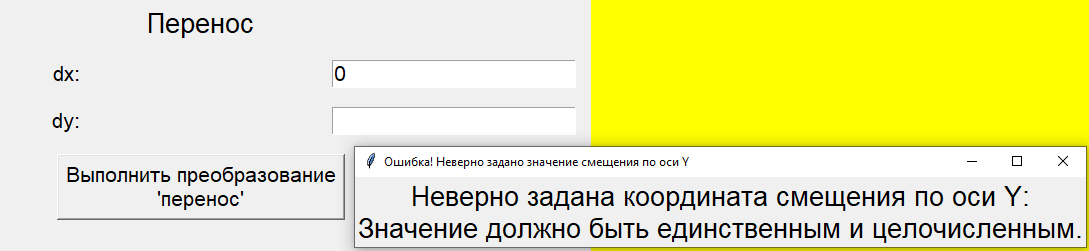 Перенос
dx:
0
dy:
Выполнить преобразование
'перенос'
Ошибка! Неверно задано значение смещения по оси Y
Неверно задана координата смещения по оси Y:
Значение должно быть единственным и целочисленным.